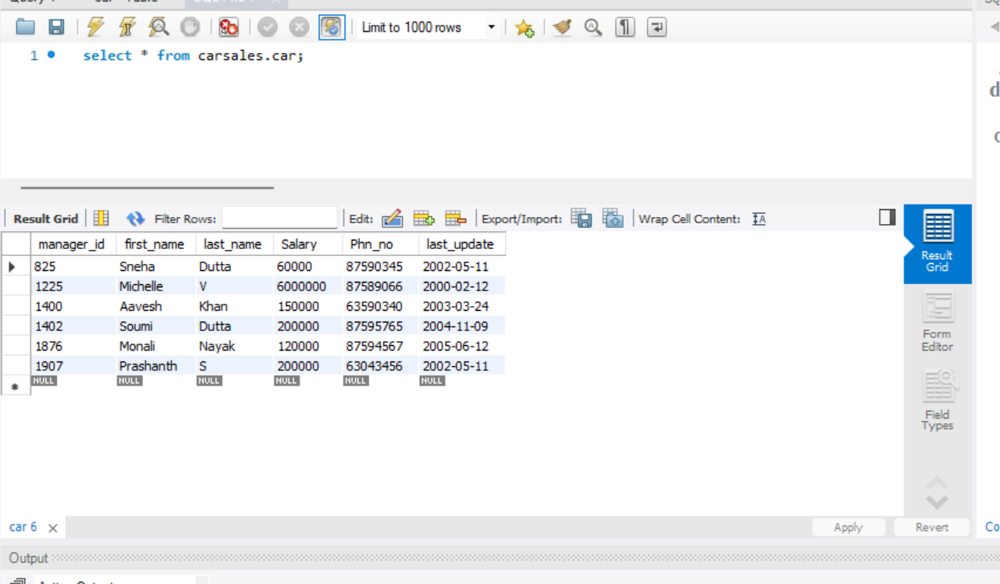 Limit to 1000 rows
1 select * from carsales.car;
Result Grid Filter Rows: Edit: Export/Import: Wrap Cell Content:
manager_id first_name last_name Salary Phn_no last_update
825 Sneha Dutta 60000 87590345 2002-05-11
1225 Michelle V 6000000 87589066 2000-02-12
1400 Aavesh Khan 150000 63590340 2003-03-24
1402 Soumi Dutta 200000 87595765 2004-11-09
1876 Monali Nayak 120000 87594567 2005-06-12
1907 Prashanth S 200000 63043456 2002-05-11
NULL NULL NULL NULL NULL NULL
Result
Grid
Form
Editor
Field
Types
car 6
Apply Revert
Output